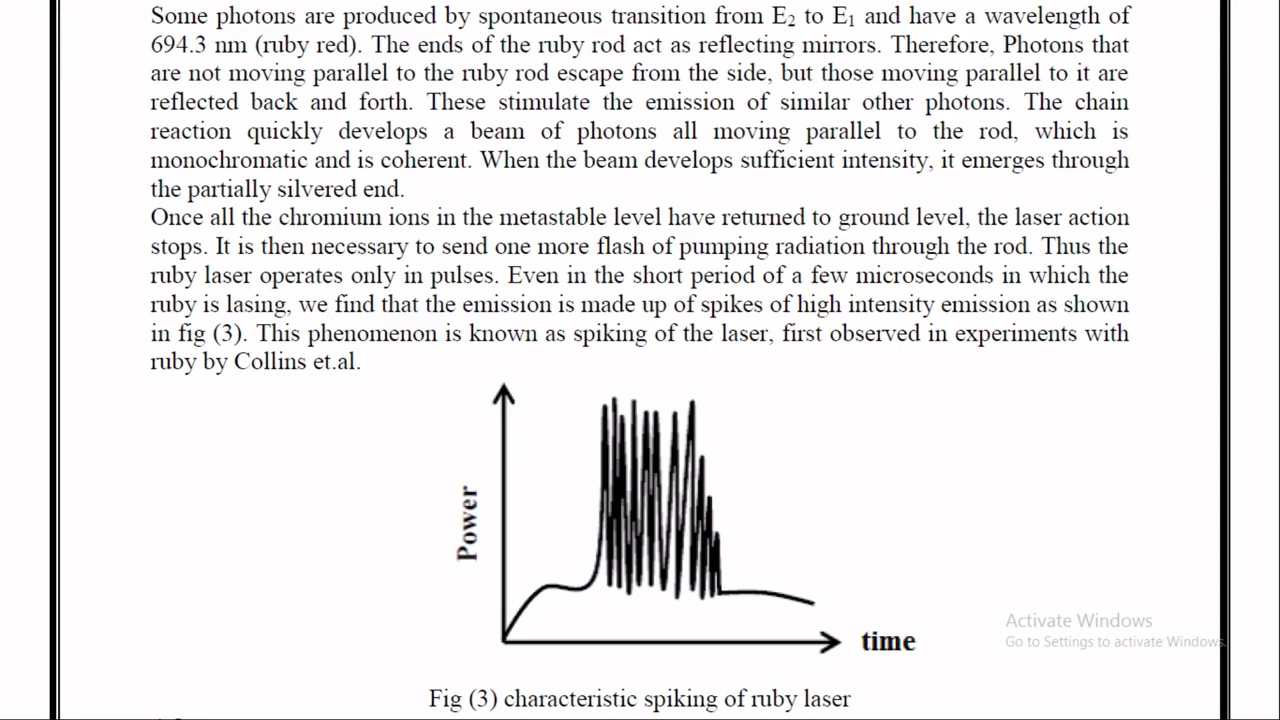 Some photons are produced by spontaneous transition from E₂ to E₁ and have a wavelength of
694.3 nm (ruby red). The ends of the ruby rod act as reflecting mirrors. Therefore, Photons that
are not moving parallel to the ruby rod escape from the side, but those moving parallel to it are
reflected back and forth. These stimulate the emission of similar other photons. The chain
reaction quickly develops a beam of photons all moving parallel to the rod, which is
monochromatic and is coherent. When the beam develops sufficient intensity, it emerges through
the partially silvered end.
Once all the chromium ions in the metastable level have returned to ground level, the laser action
stops. It is then necessary to send one more flash of pumping radiation through the rod. Thus the
ruby laser operates only in pulses. Even in the short period of a few microseconds in which the
ruby is lasing, we find that the emission is made up of spikes of high intensity emission as shown
in fig (3). This phenomenon is known as spiking of the laser, first observed in experiments with
ruby by Collins et.al.
Power
time
Activate Windows
Go to Settings to activate Windows.
Fig (3) characteristic spiking of ruby laser